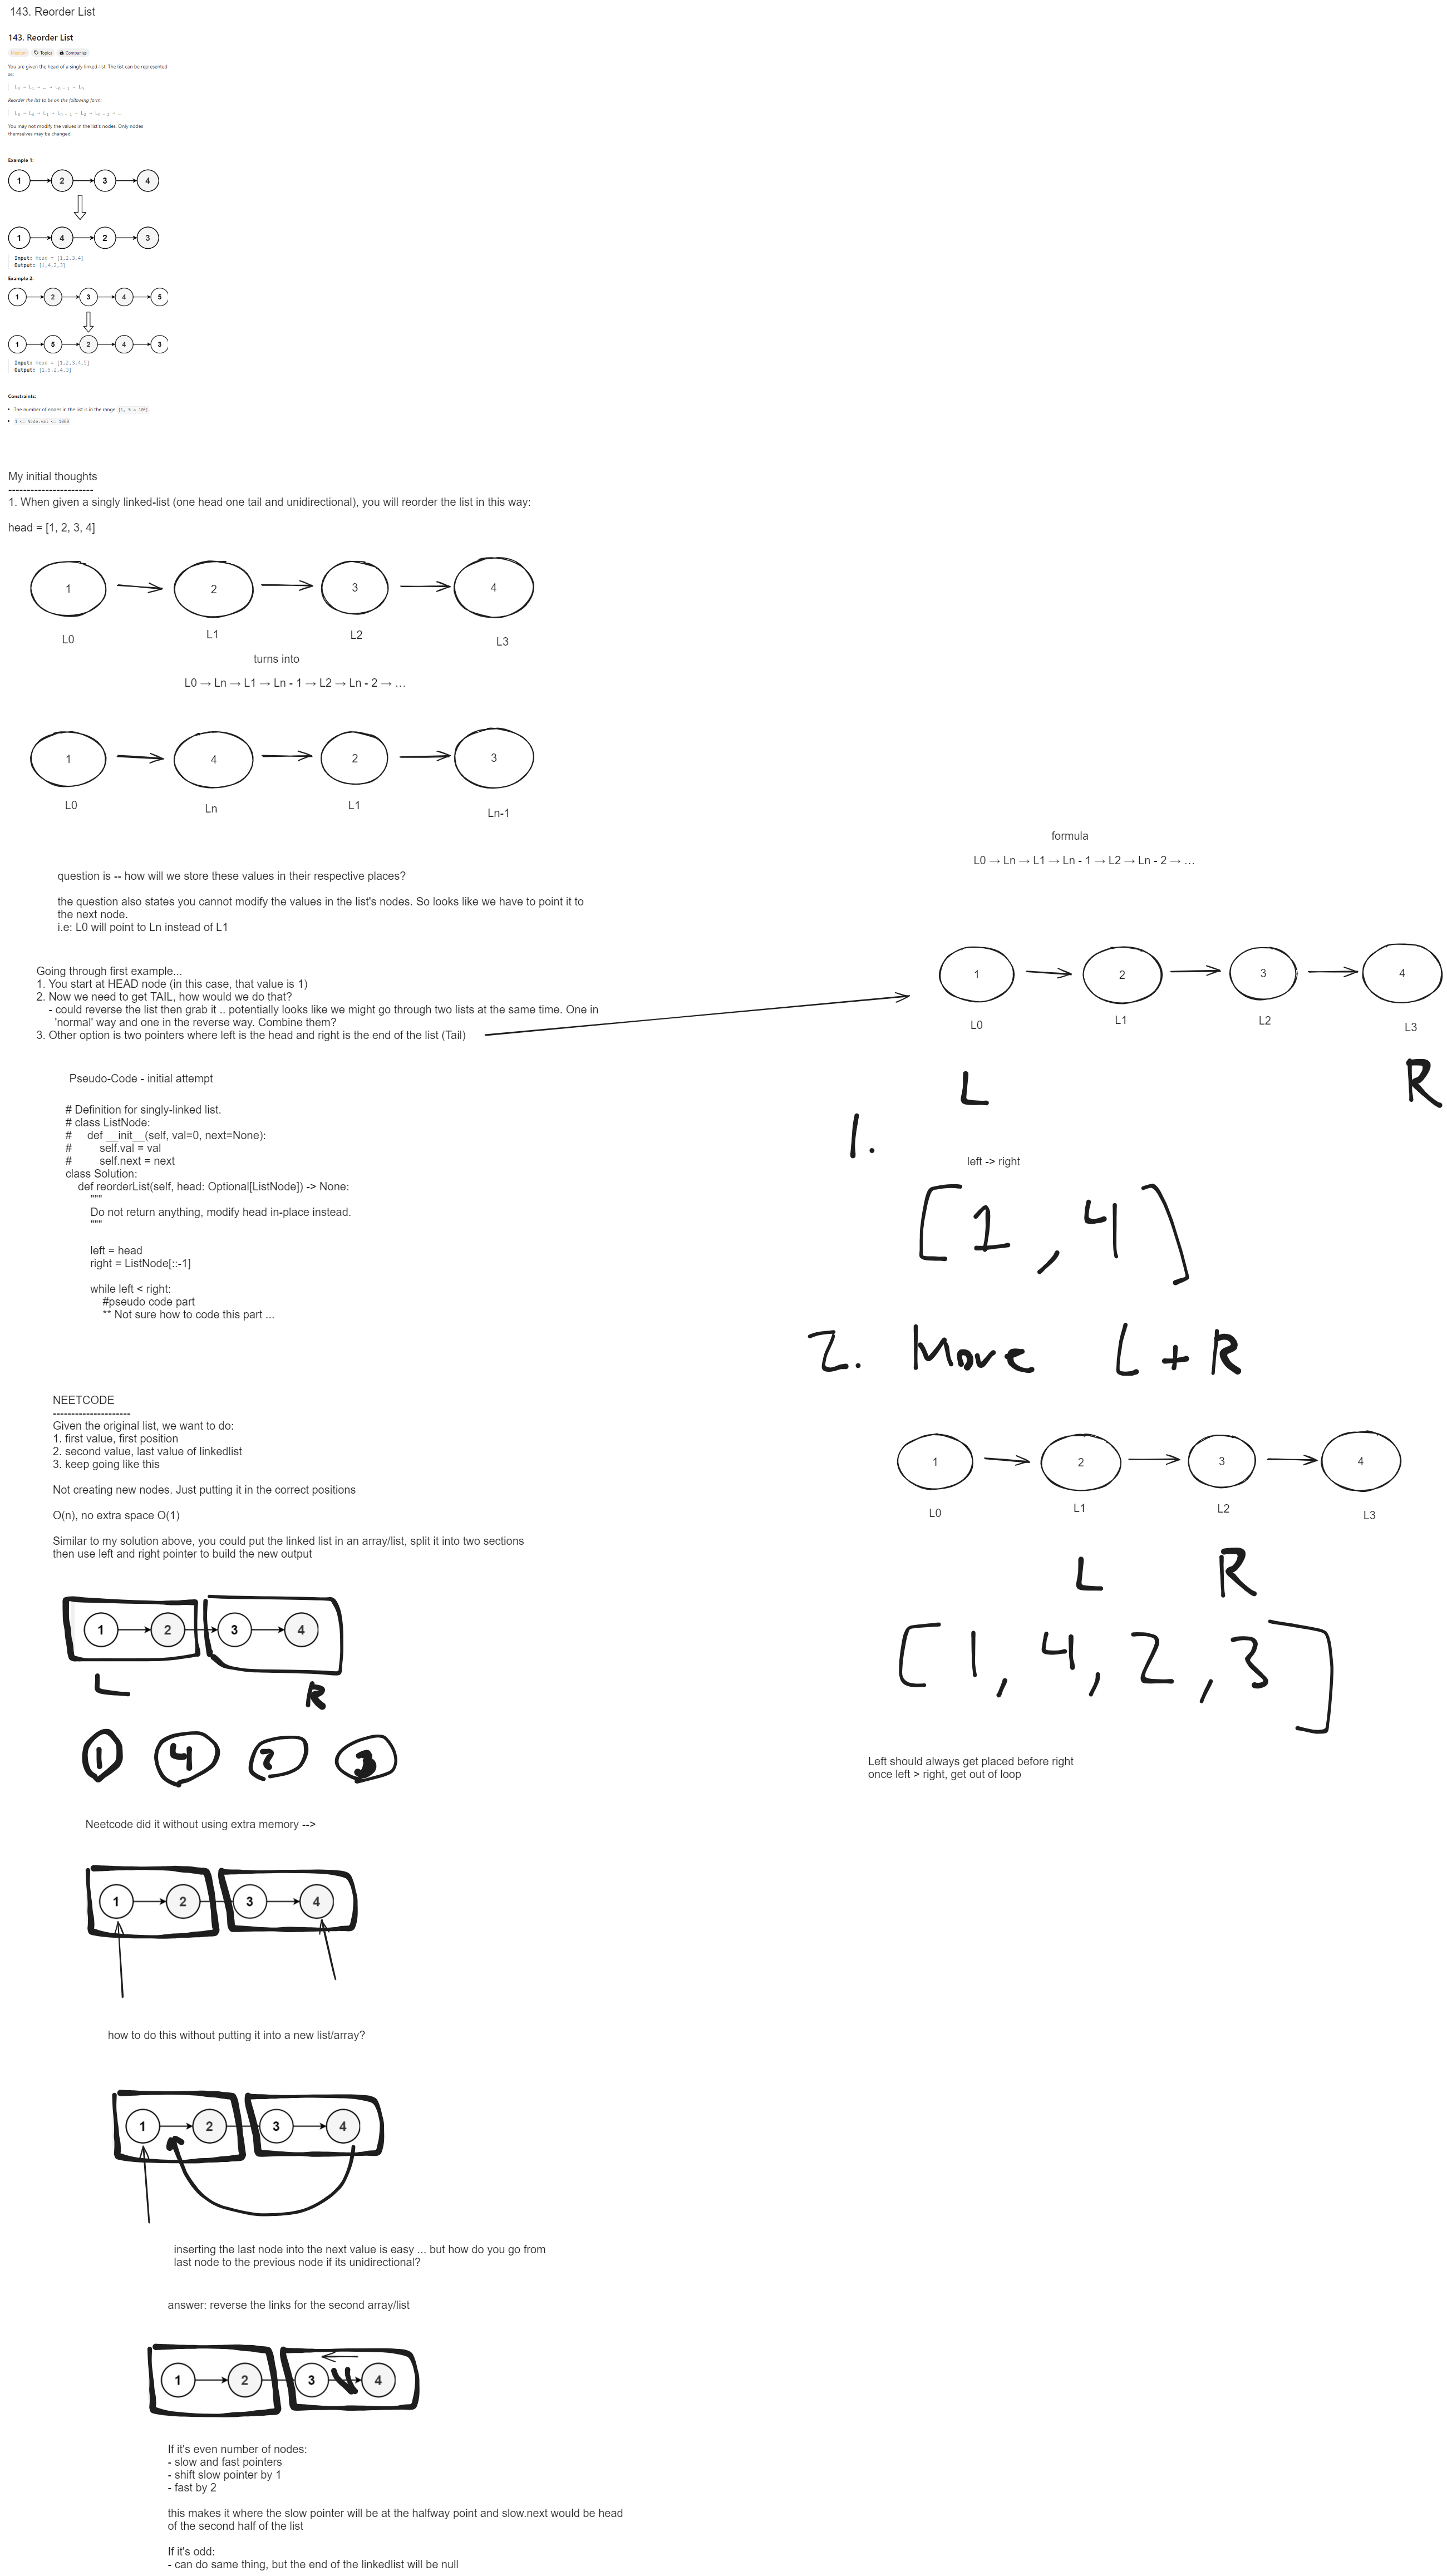 143. Reorder List
143. Reorder List
Medium Topics Companies
You are given the head of a singly linked-list. The list can be represented
as:
L0 → L1 → … → Ln - 1 → Ln
Reorder the list to be on the following form:
L0 → Ln → L1 → Ln - 1 → L2 → Ln - 2 → …
You may not modify the values in the list's nodes. Only nodes
themselves may be changed.
Example 1:
1 2 3 4
1 4 2 3
Input: head = [1,2,3,4]
Output: [1,4,2,3]
Example 2:
1 2 3 4 5
1 5 2 4 3
Input: head = [1,2,3,4,5]
Output: [1,5,2,4,3]
Constraints:
• The number of nodes in the list is in the range [1, 5 * 10⁴].
• 1 <= Node.val <= 1000
My initial thoughts
-----------------------
1. When given a singly linked-list (one head one tail and unidirectional), you will reorder the list in this way:
head = [1, 2, 3, 4]
1 2 3 4
L0 L1 L2 L3
turns into
L0 → Ln → L1 → Ln - 1 → L2 → Ln - 2 → …
1 4 2 3
L0 Ln L1 Ln-1
question is -- how will we store these values in their respective places?
the question also states you cannot modify the values in the list's nodes. So looks like we have to point it to
the next node.
i.e: L0 will point to Ln instead of L1
Going through first example...
1. You start at HEAD node (in this case, that value is 1)
2. Now we need to get TAIL, how would we do that?
- could reverse the list then grab it .. potentially looks like we might go through two lists at the same time. One in
'normal' way and one in the reverse way. Combine them?
3. Other option is two pointers where left is the head and right is the end of the list (Tail)
Pseudo-Code - initial attempt
# Definition for singly-linked list.
# class ListNode:
# def __init__(self, val=0, next=None):
# self.val = val
# self.next = next
class Solution:
def reorderList(self, head: Optional[ListNode]) -> None:
"""
Do not return anything, modify head in-place instead.
"""
left = head
right = ListNode[::-1]
while left < right:
#pseudo code part
** Not sure how to code this part ...
formula
L0 → Ln → L1 → Ln - 1 → L2 → Ln - 2 → …
1 2 3 4
L0 L1 L2 L3
L R
1.
left -> right
[1, 4]
2. Move L + R
1 2 3 4
L0 L1 L2 L3
L R
[1, 4, 2, 3]
Left should always get placed before right
once left > right, get out of loop
NEETCODE
---------------------
Given the original list, we want to do:
1. first value, first position
2. second value, last value of linkedlist
3. keep going like this
Not creating new nodes. Just putting it in the correct positions
O(n), no extra space O(1)
Similar to my solution above, you could put the linked list in an array/list, split it into two sections
then use left and right pointer to build the new output
1 2 3 4
L R
1 4 2 3
Neetcode did it without using extra memory -->
1 2 3 4
how to do this without putting it into a new list/array?
1 2 3 4
inserting the last node into the next value is easy ... but how do you go from
last node to the previous node if its unidirectional?
answer: reverse the links for the second array/list
1 2 3 4
If it's even number of nodes:
- slow and fast pointers
- shift slow pointer by 1
- fast by 2
this makes it where the slow pointer will be at the halfway point and slow.next would be head
of the second half of the list
If it's odd:
- can do same thing, but the end of the linkedlist will be null